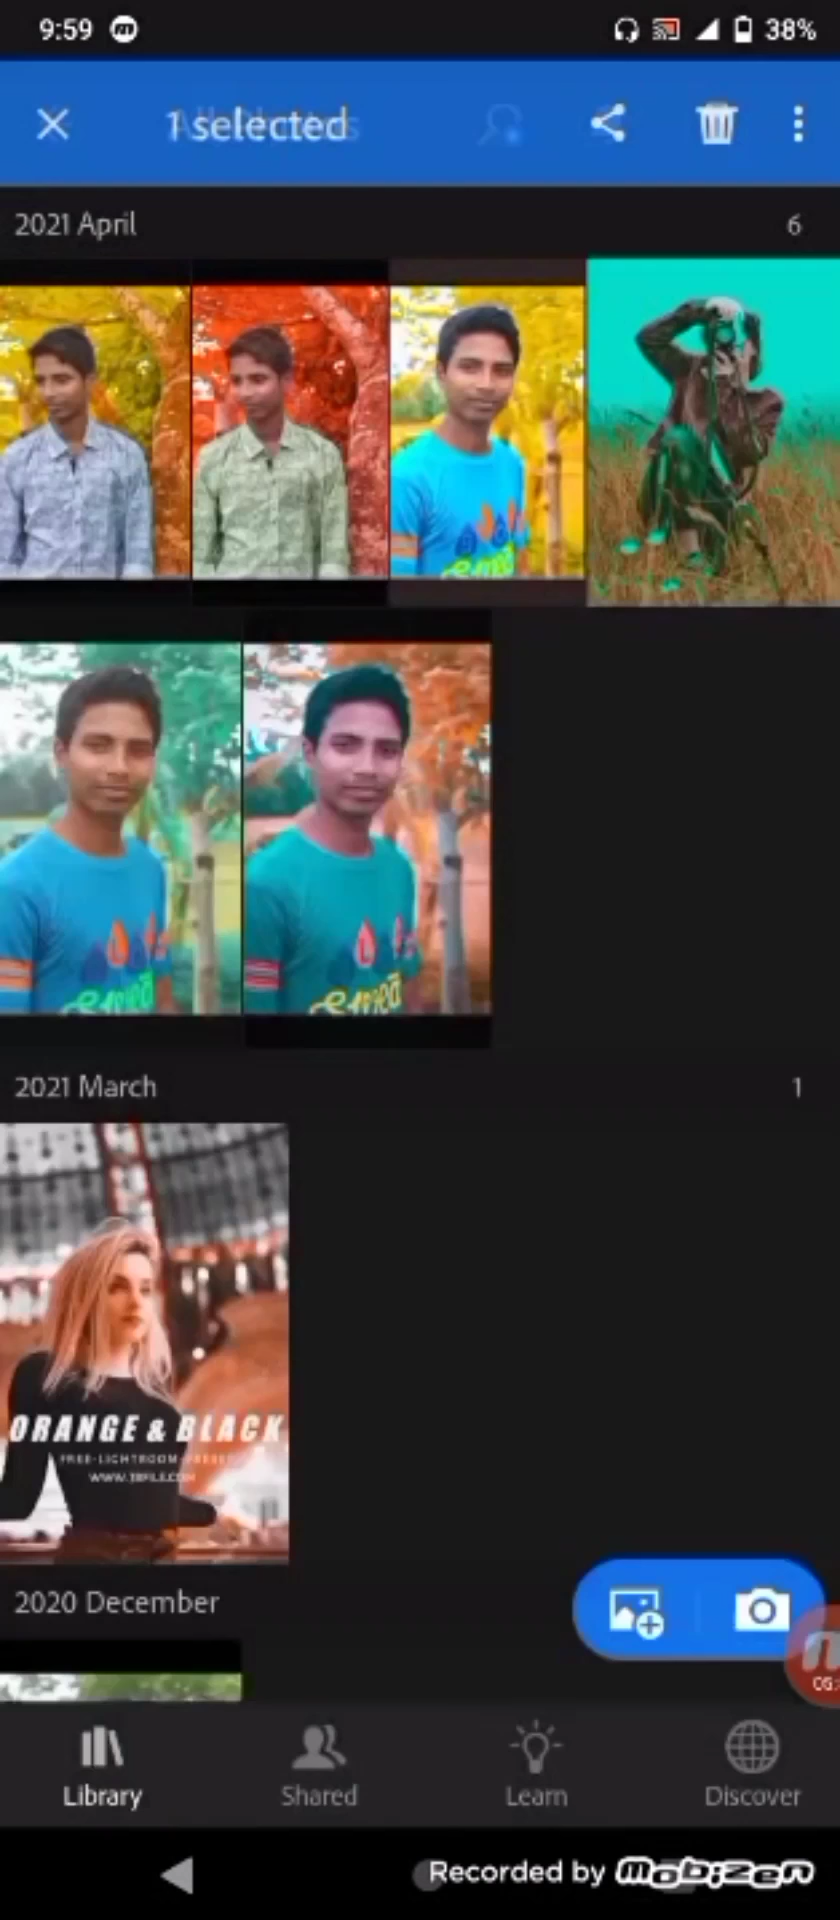 9:59 38%
1 selected
2021 April 6
2021 March 1
ORANGE & BLACK
FREE-LIGHTROOM-PRESET
2020 December
Library Shared Learn Discover
Recorded by mobizen